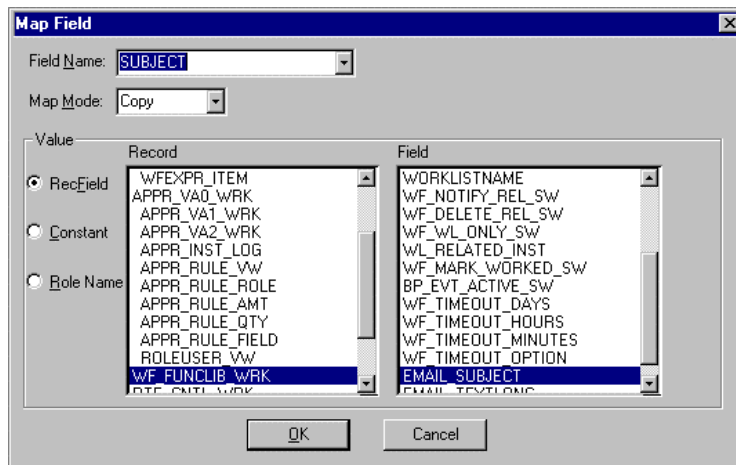 Map Field
Field Name: SUBJECT
Map Mode: Copy
Value
Record
Field
RecField
Constant
Role Name
WFEXPR_ITEM
APPR_VA0_WRK
APPR_VA1_WRK
APPR_VA2_WRK
APPR_INST_LOG
APPR_RULE_VW
APPR_RULE_ROLE
APPR_RULE_AMT
APPR_RULE_QTY
APPR_RULE_FIELD
ROLEUSER_VW
WF_FUNCLIB_WRK
RTE_CNTL_WRK
WORKLISTNAME
WF_NOTIFY_REL_SW
WF_DELETE_REL_SW
WF_WL_ONLY_SW
WL_RELATED_INST
WF_MARK_WORKED_SW
BP_EVT_ACTIVE_SW
WF_TIMEOUT_DAYS
WF_TIMEOUT_HOURS
WF_TIMEOUT_MINUTES
WF_TIMEOUT_OPTION
EMAIL_SUBJECT
EMAIL_TEXTLONG
OK
Cancel